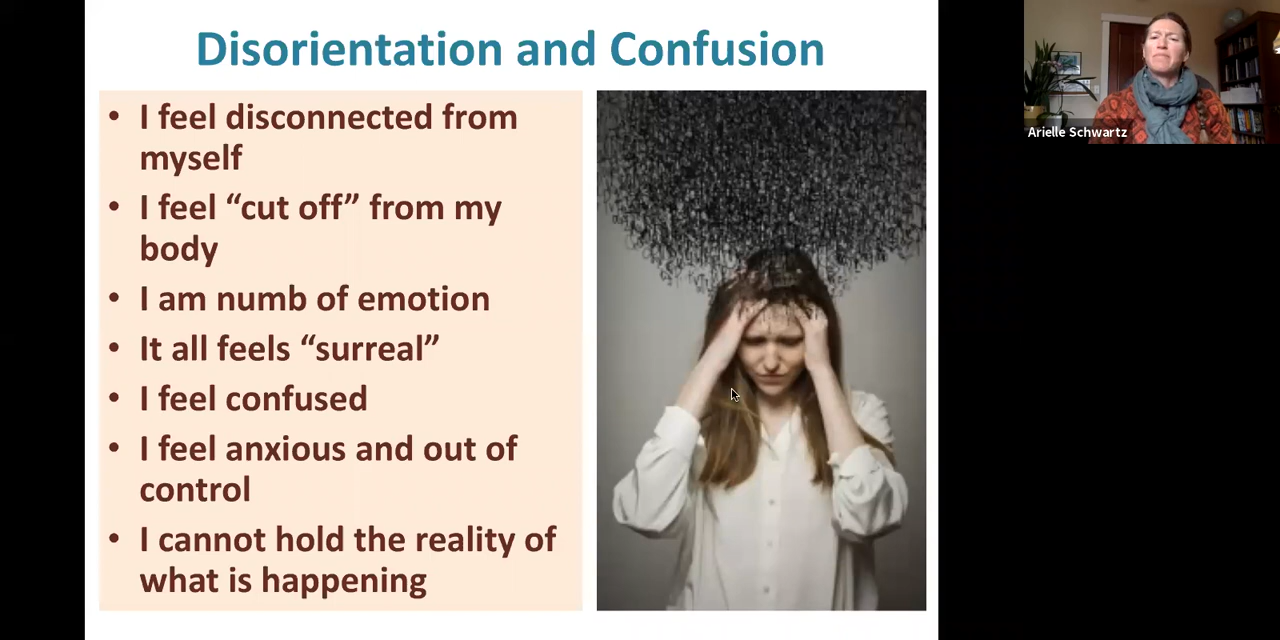 Disorientation and Confusion
• I feel disconnected from
myself
• I feel “cut off” from my
body
• I am numb of emotion
• It all feels “surreal”
• I feel confused
• I feel anxious and out of
control
• I cannot hold the reality of
what is happening
Arielle Schwartz